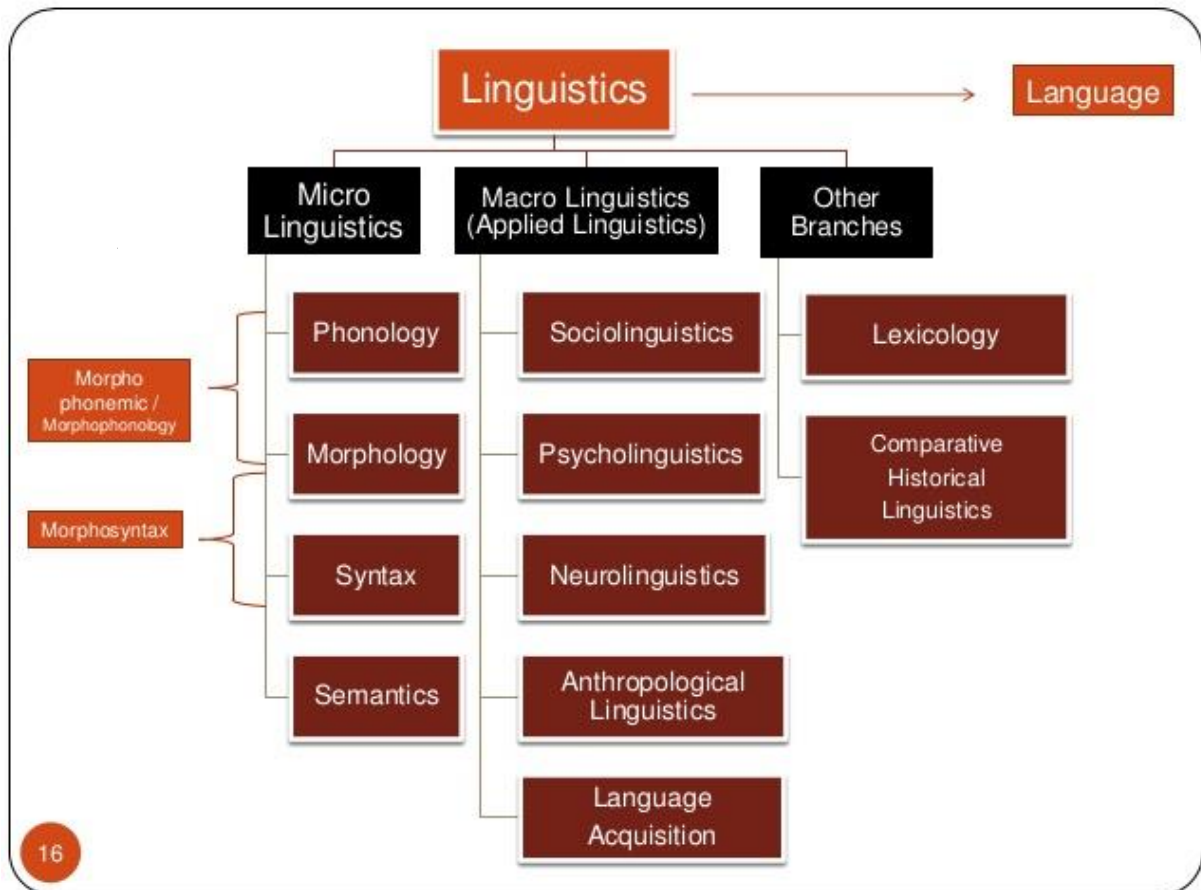 Linguistics
Language
Micro
Linguistics
Macro Linguistics
(Applied Linguistics)
Other
Branches
Morpho
phonemic /
Morphophonology
Morphosyntax
Phonology
Morphology
Syntax
Semantics
Sociolinguistics
Psycholinguistics
Neurolinguistics
Anthropological
Linguistics
Language
Acquisition
Lexicology
Comparative
Historical
Linguistics
16